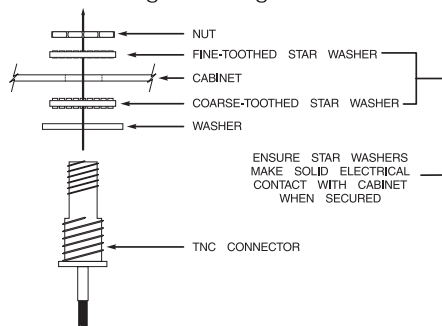 NUT
FINE-TOOTHED STAR WASHER
CABINET
COARSE-TOOTHED STAR WASHER
WASHER
ENSURE STAR WASHERS
MAKE SOLID ELECTRICAL
CONTACT WITH CABINET
WHEN SECURED
TNC CONNECTOR